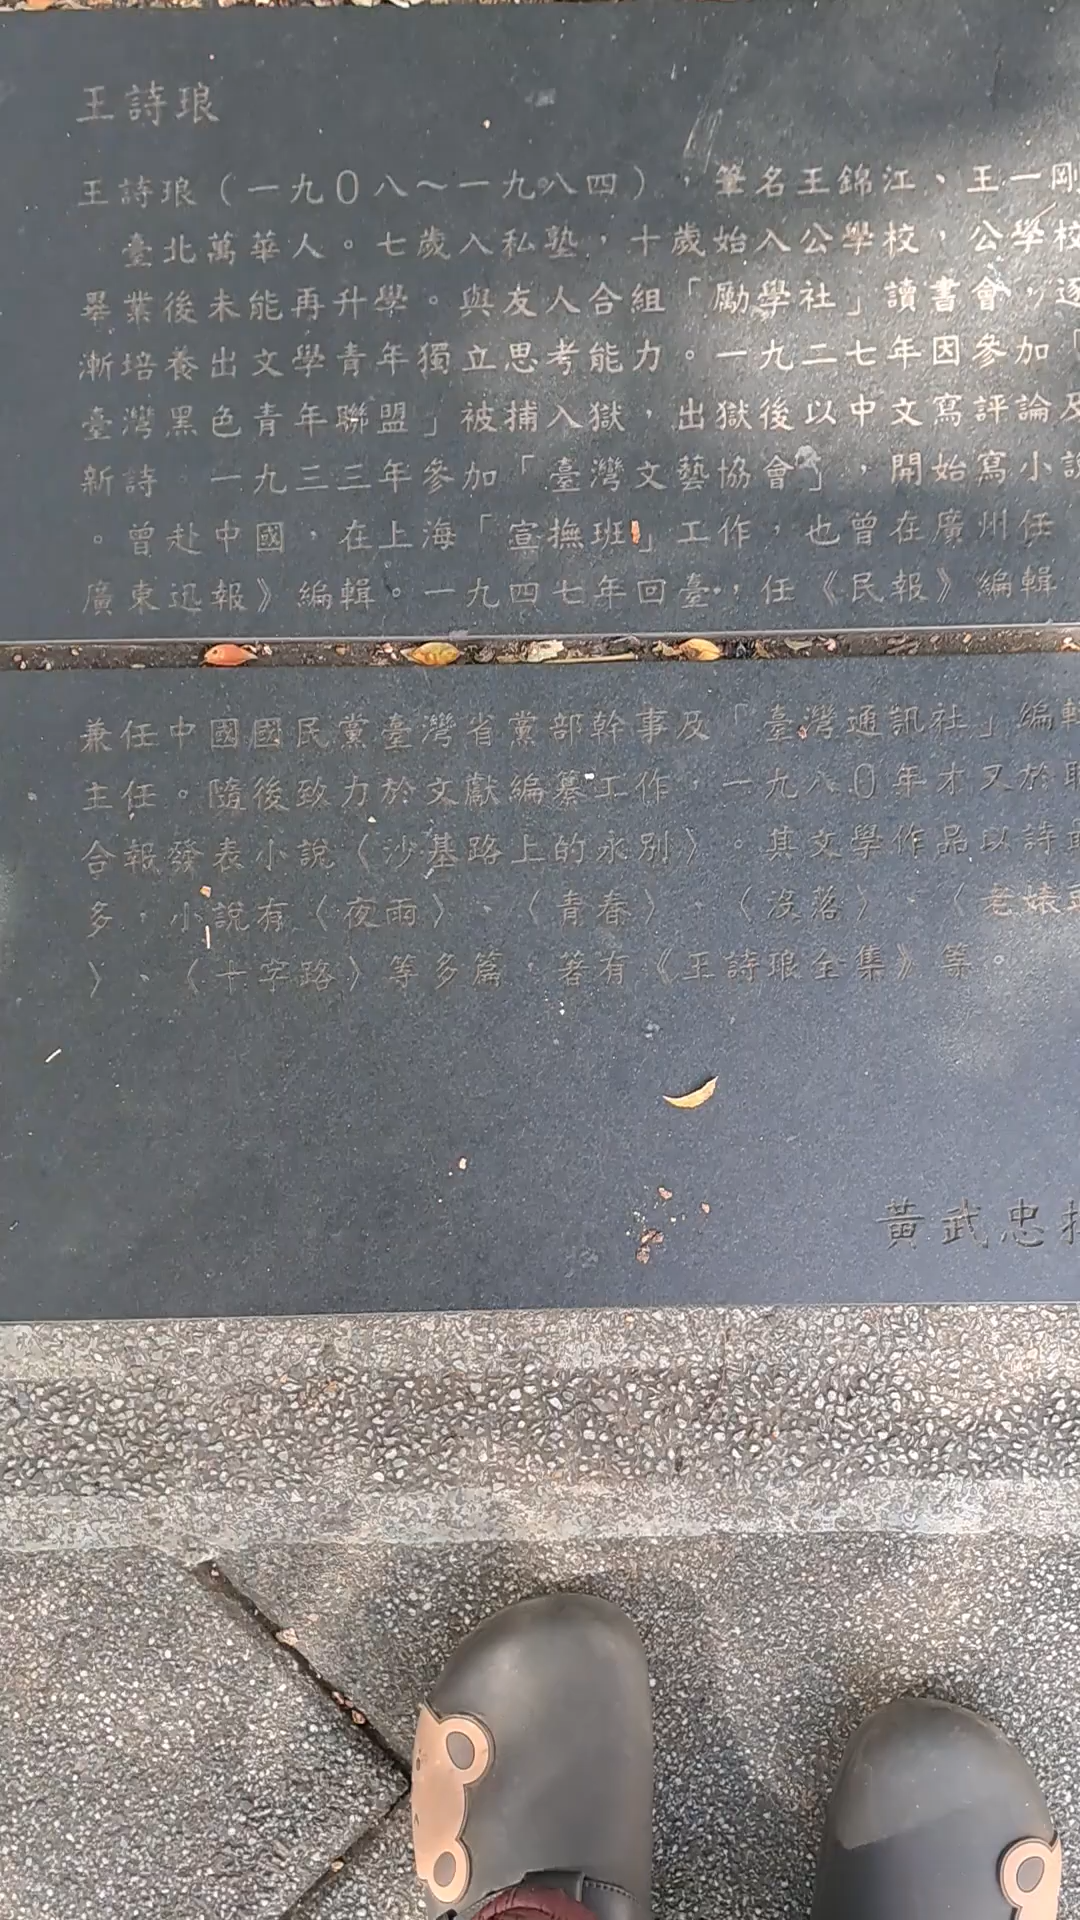 王詩琅
王詩琅（一九0八～一九八四），筆名王錦江、王一剛
臺北萬華人。七歲入私塾，十歲始入公學校，公學校
畢業後未能再升學。與友人合組「勵學社」讀書會，逐
漸培養出文學青年獨立思考能力。一九二七年因參加「
臺灣黑色青年聯盟」被捕入獄，出獄後以中文寫評論及
新詩。一九三三年參加「臺灣文藝協會」，開始寫小說
。曾赴中國，在上海「宣撫班」工作，也曾在廣州任
廣東迅報》編輯。一九四七年回臺，任《民報》編輯
兼任中國國民黨臺灣省黨部幹事及「臺灣通訊社」編輯
主任。隨後致力於文獻編纂工作，一九八0年才又於聯
合報發表小說〈沙基路上的永別〉。其文學作品以詩最
多，小說有〈夜雨〉、〈青春〉、〈沒落〉、〈老婊頭
〉、〈十字路〉等多篇，著有《王詩琅全集》等。
黃武忠